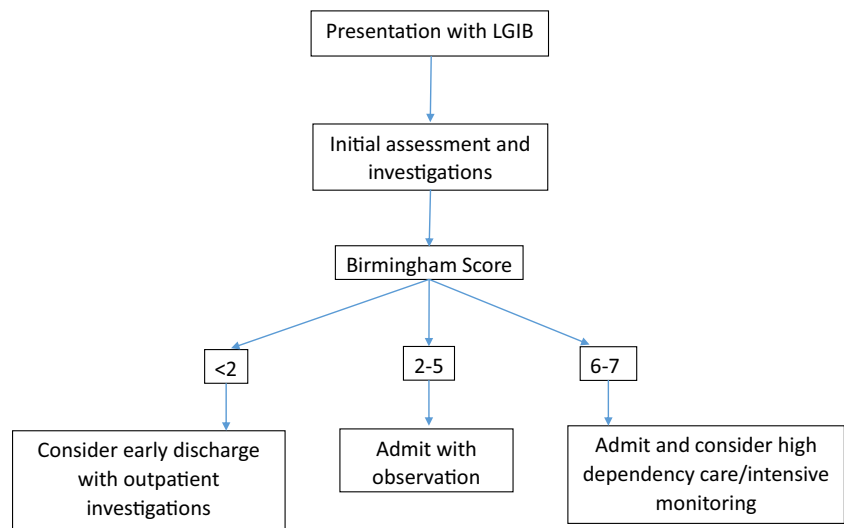 Presentation with LGIB
Initial assessment and
investigations
Birmingham Score
<2
2-5
6-7
Consider early discharge
with outpatient
investigations
Admit with
observation
Admit and consider high
dependency care/intensive
monitoring